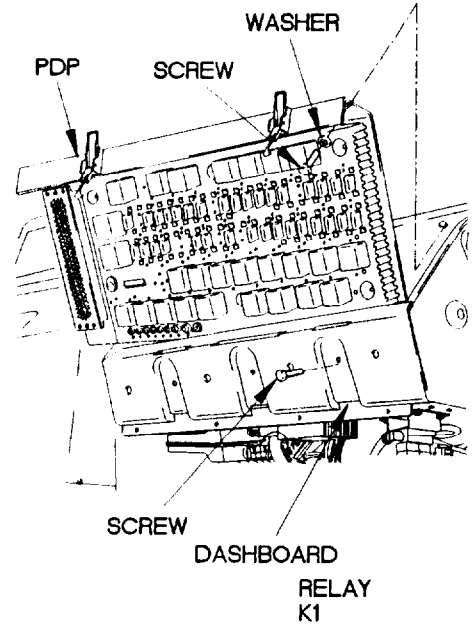 WASHER
SCREW
PDP
SCREW
DASHBOARD
RELAY
K1